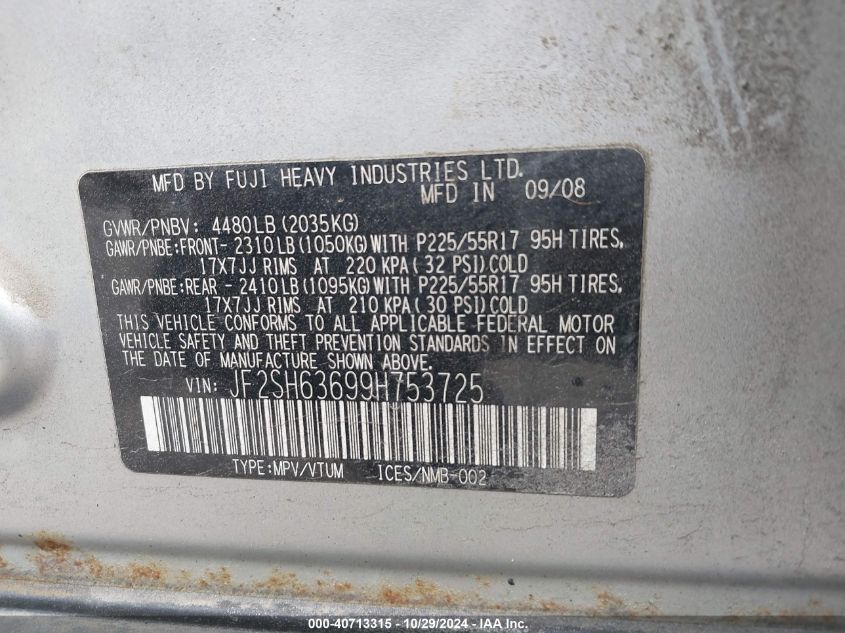 MFD BY FUJI HEAVY INDUSTRIES LTD.
MFD IN 09/08
GVWR/PNBV: 4480LB (2035KG)
GAWR/PNBE:FRONT- 2310LB (1050KG)WITH P225/55R17 95H TIRES,
17X7JJ RIMS AT 220 KPA ( 32 PSI) COLD
GAWR/PNBE:REAR - 2410LB (1095KG)WITH P225/55R17 95H TIRES,
17X7JJ RIMS AT 210 KPA ( 30 PSI) COLD
THIS VEHICLE CONFORMS TO ALL APPLICABLE FEDERAL MOTOR
VEHICLE SAFETY AND THEFT PREVENTION STANDARDS IN EFFECT ON
THE DATE OF MANUFACTURE SHOWN ABOVE.
VIN: JF2SH63699H753725
TYPE:MPV/VTUM ICES/NMB-002
000-40713315 - 10/29/2024 - IAA Inc.